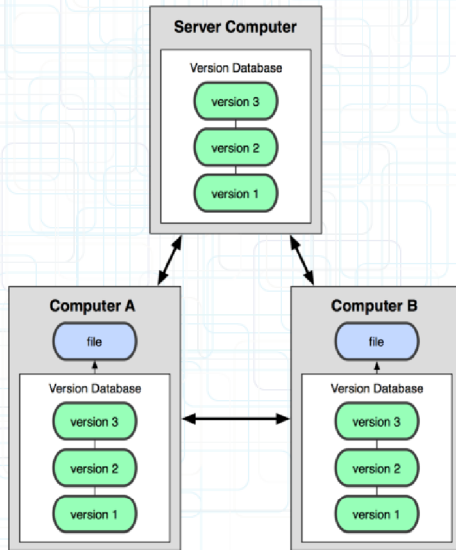 Server Computer
Version Database
version 3
version 2
version 1
Computer A
file
Version Database
version 3
version 2
version 1
Computer B
file
Version Database
version 3
version 2
version 1